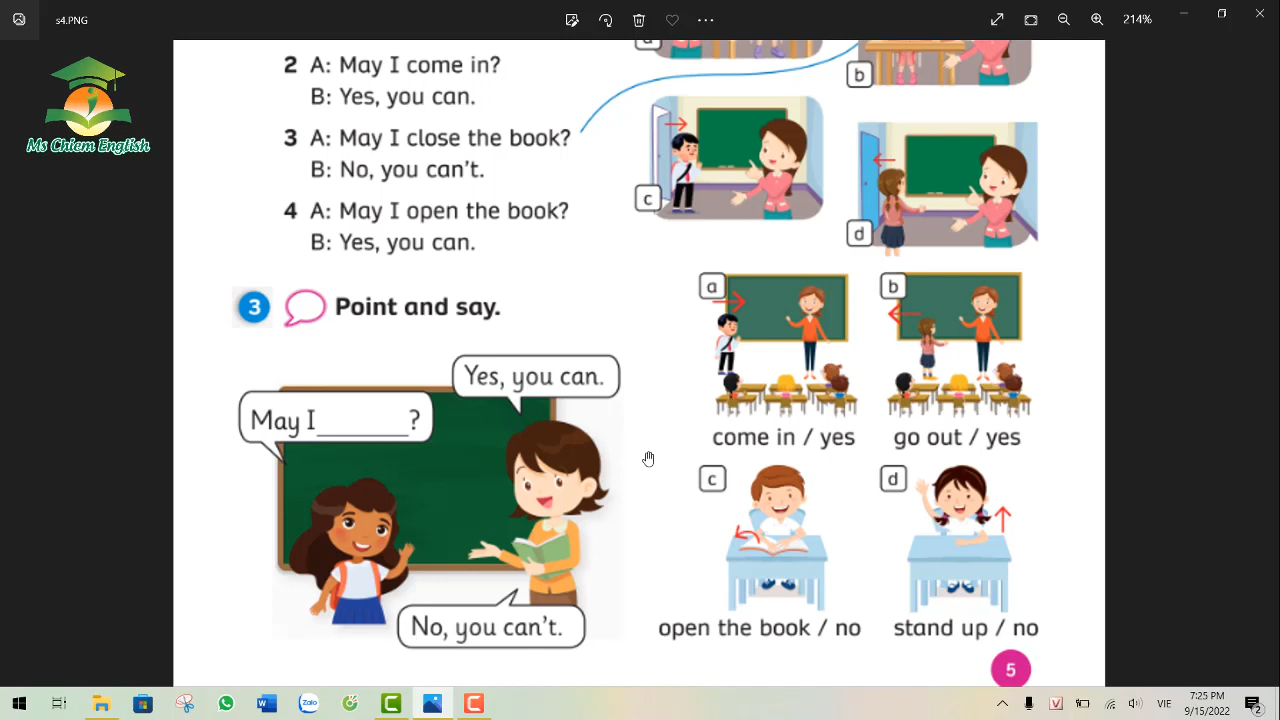 s4.PNG
214%
Ms Chiem English
2 A: May I come in?
B: Yes, you can.
3 A: May I close the book?
B: No, you can't.
4 A: May I open the book?
B: Yes, you can.
b
c
d
3 Point and say.
Yes, you can.
May I_______?
No, you can't.
a
b
come in / yes
go out / yes
c
d
open the book / no
stand up / no
5
Zalo
W
C
C
V
VIE
7:25 PM
9/15/2022
2